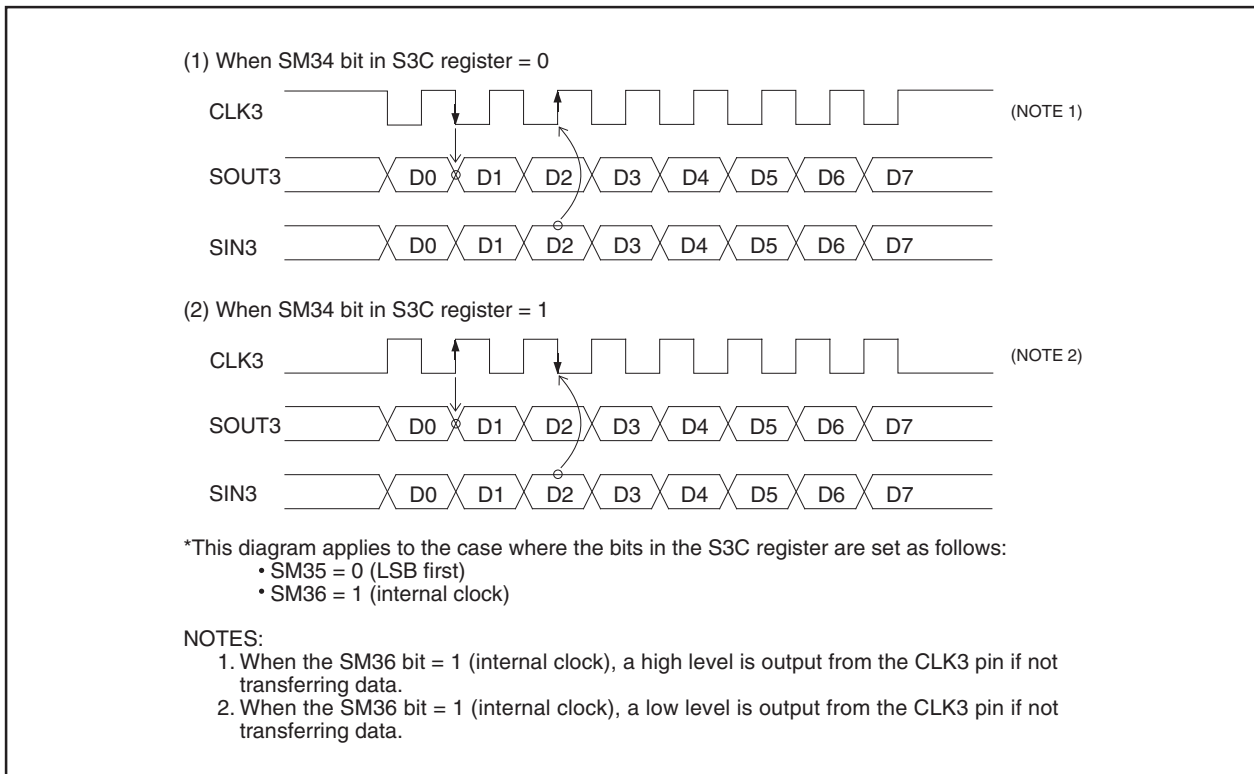 (1) When SM34 bit in S3C register = 0
CLK3
(NOTE 1)
SOUT3 D0 D1 D2 D3 D4 D5 D6 D7
SIN3 D0 D1 D2 D3 D4 D5 D6 D7
(2) When SM34 bit in S3C register = 1
CLK3
(NOTE 2)
SOUT3 D0 D1 D2 D3 D4 D5 D6 D7
SIN3 D0 D1 D2 D3 D4 D5 D6 D7
*This diagram applies to the case where the bits in the S3C register are set as follows:
• SM35 = 0 (LSB first)
• SM36 = 1 (internal clock)
NOTES:
1. When the SM36 bit = 1 (internal clock), a high level is output from the CLK3 pin if not
transferring data.
2. When the SM36 bit = 1 (internal clock), a low level is output from the CLK3 pin if not
transferring data.